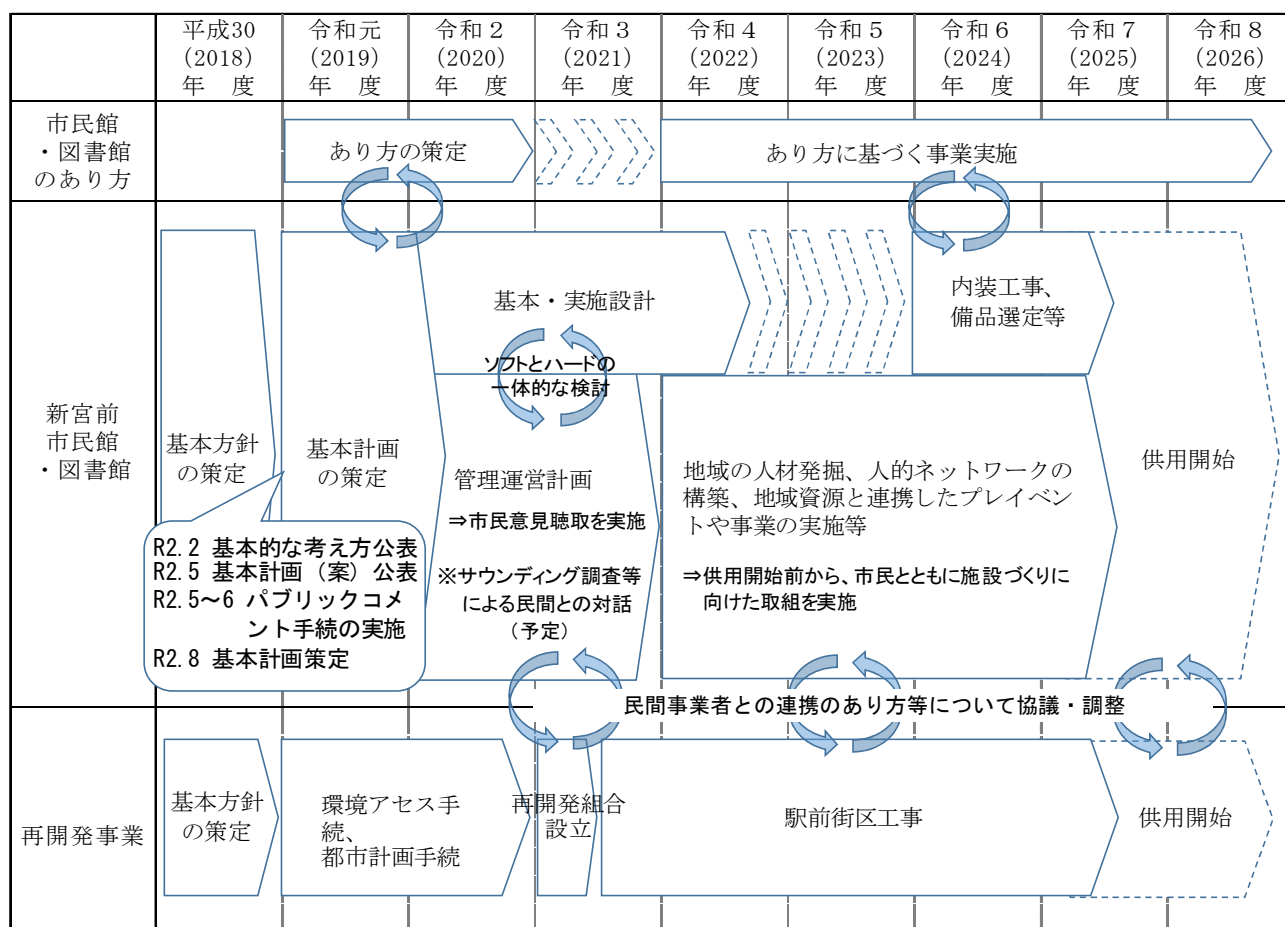 平成30
(2018)
年　度
令和元
(2019)
年　度
令和２
(2020)
年　度
令和３
(2021)
年　度
令和４
(2022)
年　度
令和５
(2023)
年　度
令和６
(2024)
年　度
令和７
(2025)
年　度
令和８
(2026)
年　度
市民館
・図書館
のあり方
あり方の策定
あり方に基づく事業実施
新宮前
市民館
・図書館
基本方針
の策定
基本計画
の策定
基本・実施設計
ソフトとハードの
一体的な検討
内装工事、
備品選定等
管理運営計画
⇒市民意見聴取を実施
※サウンディング調査等
による民間との対話
（予定）
地域の人材発掘、人的ネットワークの
構築、地域資源と連携したプレイベン
トや事業の実施等
⇒供用開始前から、市民とともに施設づくりに
向けた取組を実施
供用開始
R2.2 基本的な考え方公表
R2.5 基本計画（案）公表
R2.5～6 パブリックコメ
ント手続の実施
R2.8 基本計画策定
民間事業者との連携のあり方等について協議・調整
再開発事業
基本方針
の策定
環境アセス手
続、
都市計画手続
再開発組合
設立
駅前街区工事
供用開始